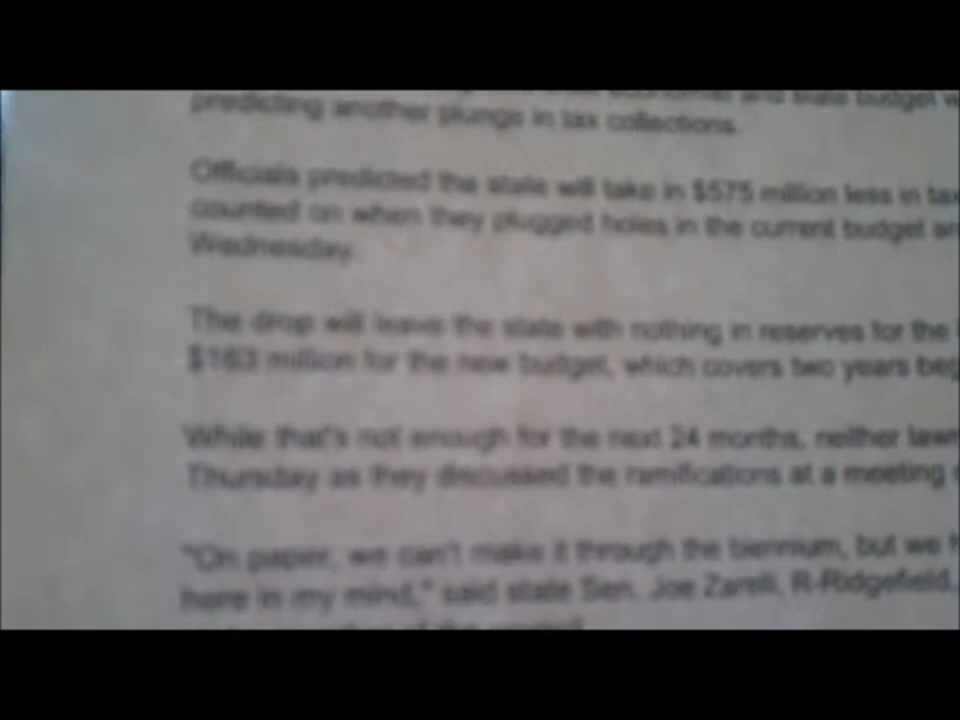 and state budget
predicting another plunge in tax collections.
Officials predicted the state will take in $575 million less in tax
counted on when they plugged holes in the current budget
Wednesday.
The drop will leave the state with nothing in reserves for the
$163 million for the new budget, which covers two years
While that's not enough for the next 24 months, neither
Thursday as they discussed the ramifications at a meeting
"On paper, we can't make it through the biennium, but we
here in my mind," said state Sen. Joe Zarelli, R-Ridgefield,